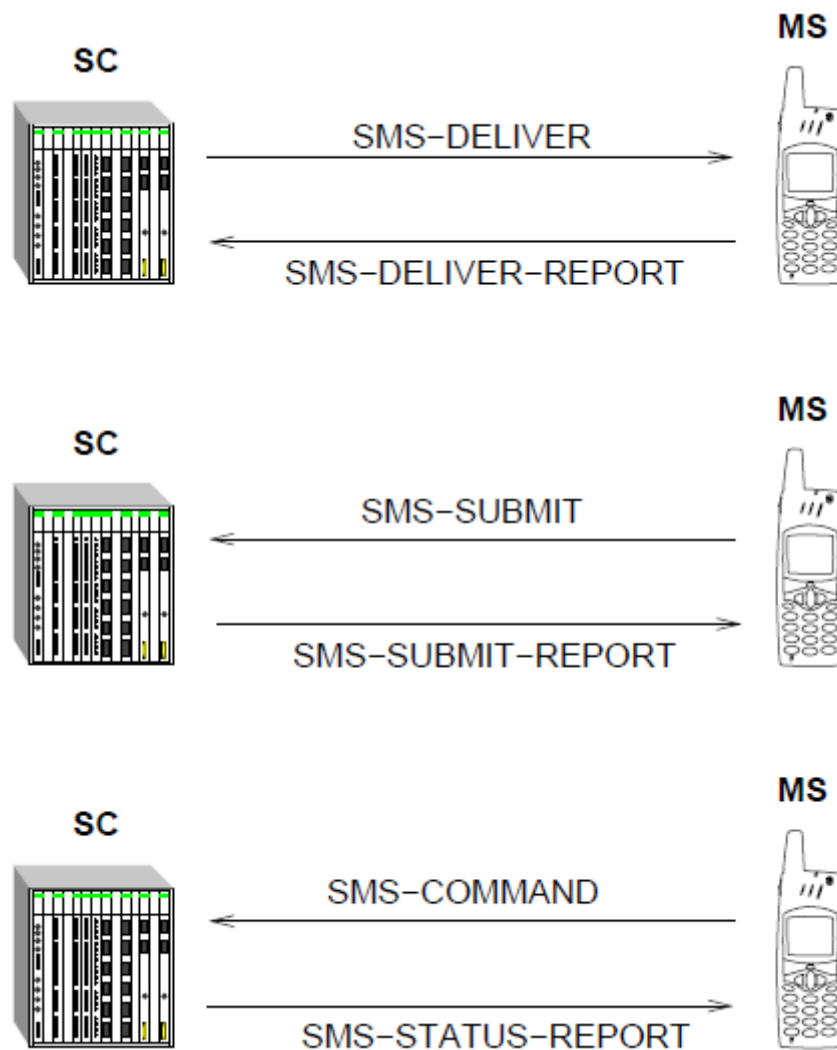 MS
SC
SMS-DELIVER
SMS-DELIVER-REPORT
MS
SC
SMS-SUBMIT
SMS-SUBMIT-REPORT
MS
SC
SMS-COMMAND
SMS-STATUS-REPORT